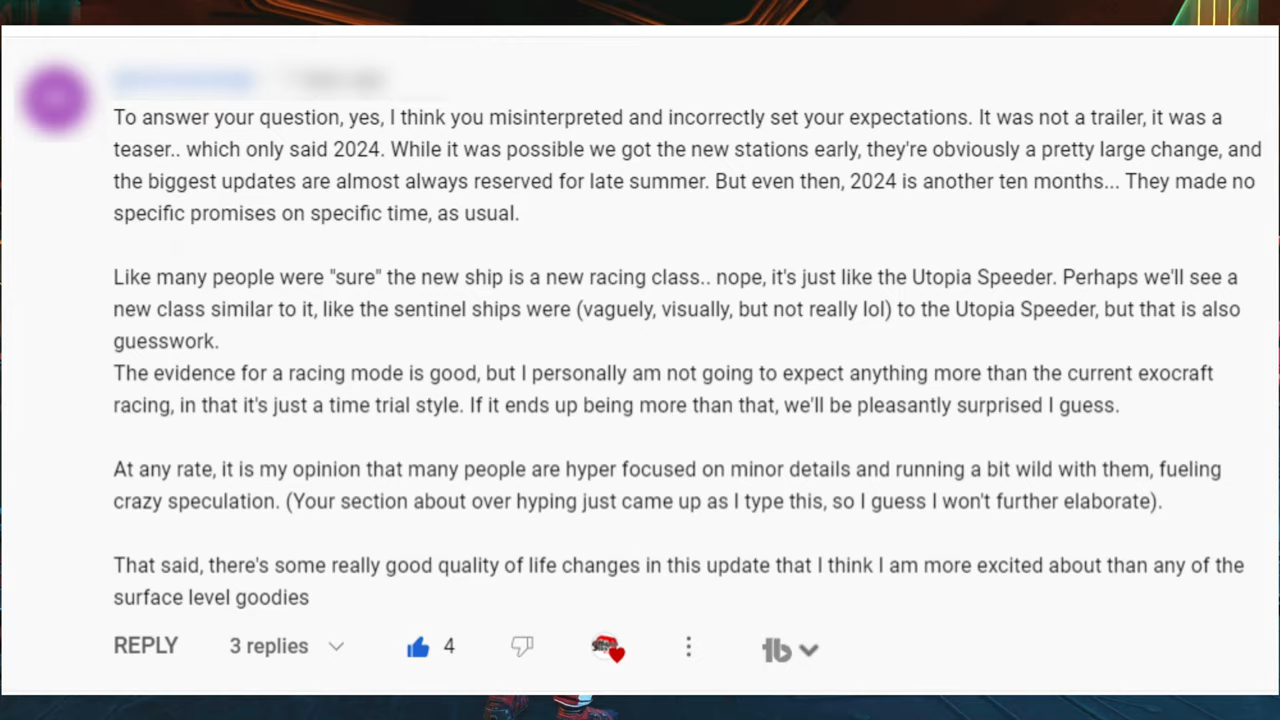 To answer your question, yes, I think you misinterpreted and incorrectly set your expectations. It was not a trailer, it was a
teaser.. which only said 2024. While it was possible we got the new stations early, they're obviously a pretty large change, and
the biggest updates are almost always reserved for late summer. But even then, 2024 is another ten months... They made no
specific promises on specific time, as usual.
Like many people were "sure" the new ship is a new racing class.. nope, it's just like the Utopia Speeder. Perhaps we'll see a
new class similar to it, like the sentinel ships were (vaguely, visually, but not really lol) to the Utopia Speeder, but that is also
guesswork.
The evidence for a racing mode is good, but I personally am not going to expect anything more than the current exocraft
racing, in that it's just a time trial style. If it ends up being more than that, we'll be pleasantly surprised I guess.
At any rate, it is my opinion that many people are hyper focused on minor details and running a bit wild with them, fueling
crazy speculation. (Your section about over hyping just came up as I type this, so I guess I won't further elaborate).
That said, there's some really good quality of life changes in this update that I think I am more excited about than any of the
surface level goodies
REPLY 3 replies 4